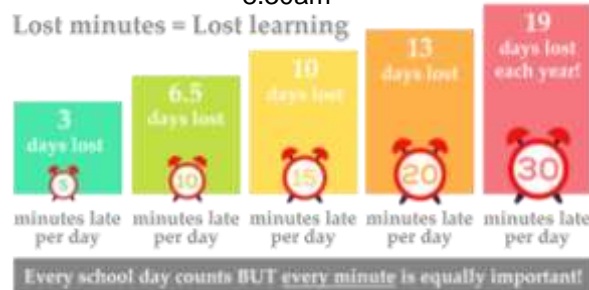 Lost minutes = Lost learning
3
days lost
5
minutes late
per day
6.5
days lost
10
minutes late
per day
10
days lost
15
minutes late
per day
13
days lost
20
minutes late
per day
19
days lost
each year!
30
minutes late
per day
Every school day counts BUT every minute is equally important!